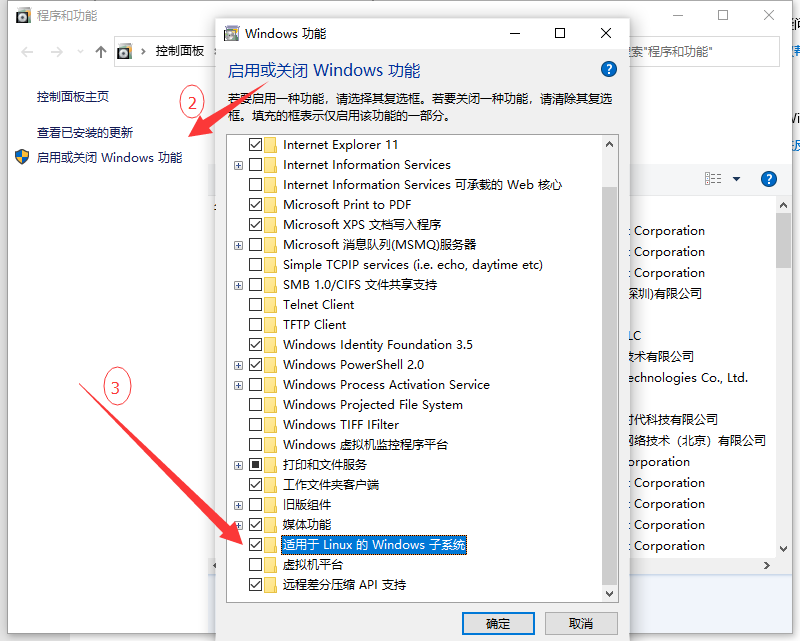 程序和功能
控制面板
搜索"程序和功能"
控制面板主页
查看已安装的更新
启用或关闭 Windows 功能
2
3
Windows 功能
启用或关闭 Windows 功能
若要启用一种功能，请选择其复选框。若要关闭一种功能，请清除其复选框。填充的框表示仅启用该功能的一部分。
Internet Explorer 11
Internet Information Services
Internet Information Services 可承载的 Web 核心
Microsoft Print to PDF
Microsoft XPS 文档写入程序
Microsoft 消息队列(MSMQ)服务器
Simple TCPIP services (i.e. echo, daytime etc)
SMB 1.0/CIFS 文件共享支持
Telnet Client
TFTP Client
Windows Identity Foundation 3.5
Windows PowerShell 2.0
Windows Process Activation Service
Windows Projected File System
Windows TIFF IFilter
Windows 虚拟机监控程序平台
打印和文件服务
工作文件夹客户端
旧版组件
媒体功能
适用于 Linux 的 Windows 子系统
虚拟机平台
远程差分压缩 API 支持
确定
取消
Corporation
Corporation
Corporation
深圳)有限公司
LC
技术有限公司
echnologies Co., Ltd.
时代科技有限公司
网络技术（北京）有限公司
orporation
Corporation
Corporation
Corporation
Corporation